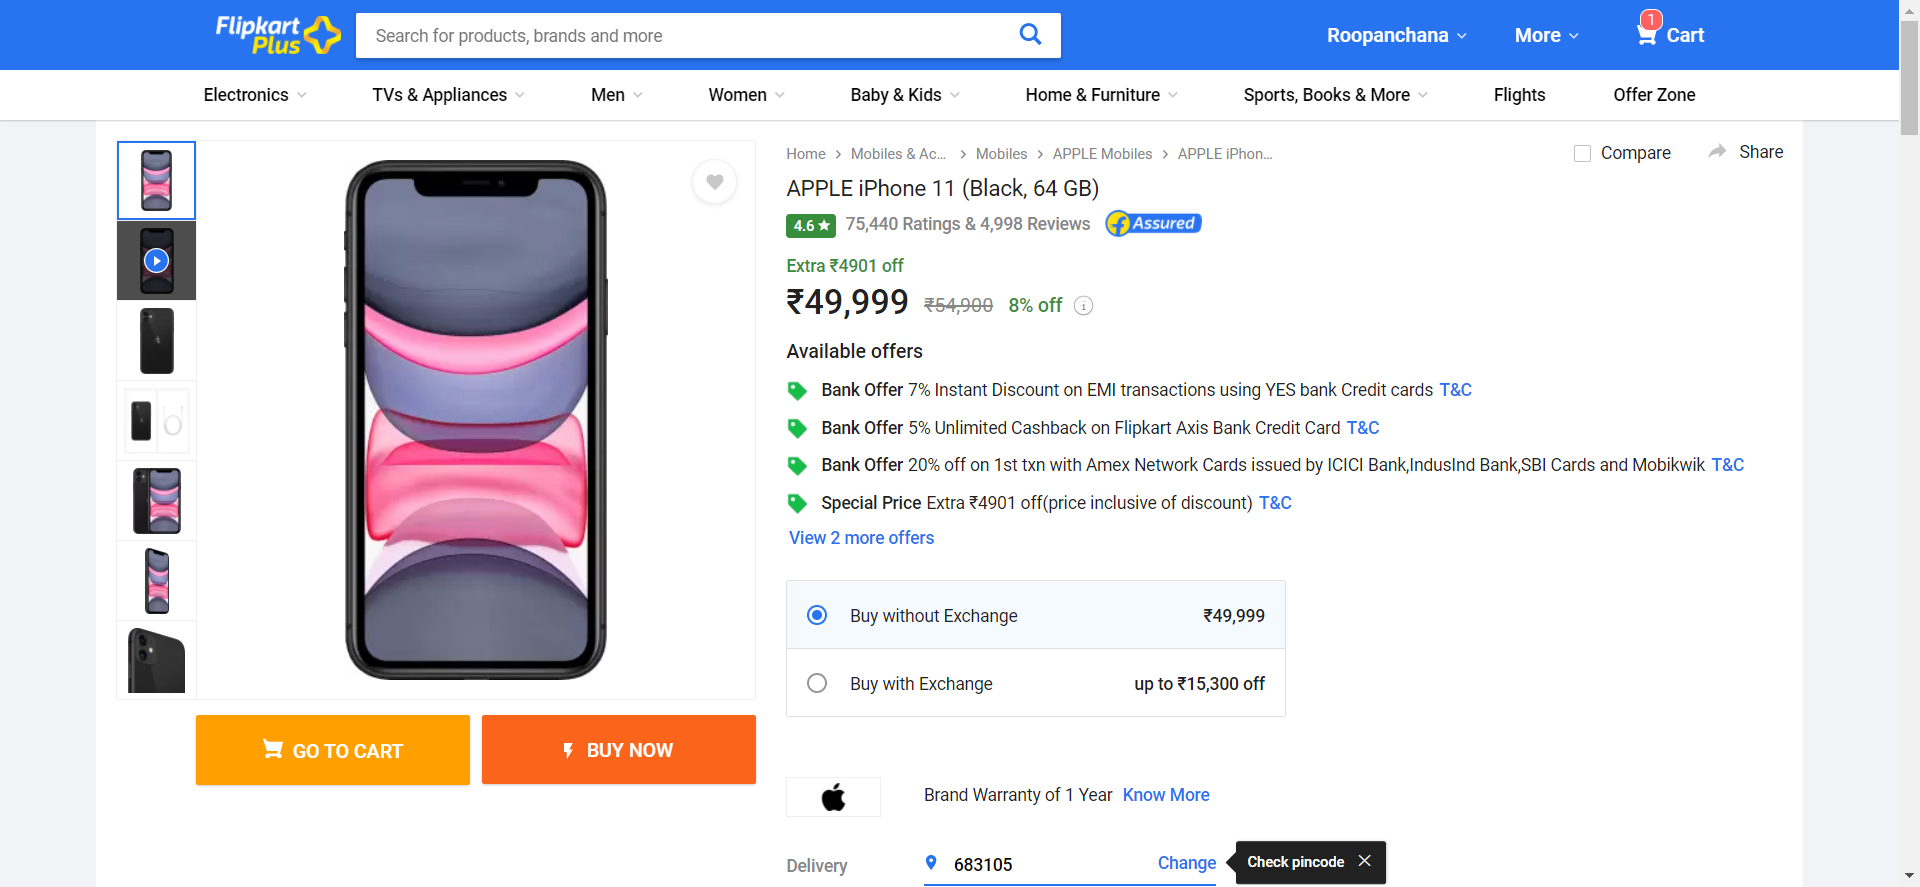 Flipkart
Plus
Search for products, brands and more
Roopanchana
More
1
Cart
Electronics
TVs & Appliances
Men
Women
Baby & Kids
Home & Furniture
Sports, Books & More
Flights
Offer Zone
Home > Mobiles & Ac... > Mobiles > APPLE Mobiles > APPLE iPhon...
Compare
Share
APPLE iPhone 11 (Black, 64 GB)
4.6★ 75,440 Ratings & 4,998 Reviews f Assured
Extra ₹4901 off
₹49,999 ₹54,900 8% off i
Available offers
Bank Offer 7% Instant Discount on EMI transactions using YES bank Credit cards T&C
Bank Offer 5% Unlimited Cashback on Flipkart Axis Bank Credit Card T&C
Bank Offer 20% off on 1st txn with Amex Network Cards issued by ICICI Bank,IndusInd Bank,SBI Cards and Mobikwik T&C
Special Price Extra ₹4901 off(price inclusive of discount) T&C
View 2 more offers
Buy without Exchange ₹49,999
Buy with Exchange up to ₹15,300 off
GO TO CART
BUY NOW
Brand Warranty of 1 Year Know More
Delivery 683105 Change Check pincode ✕